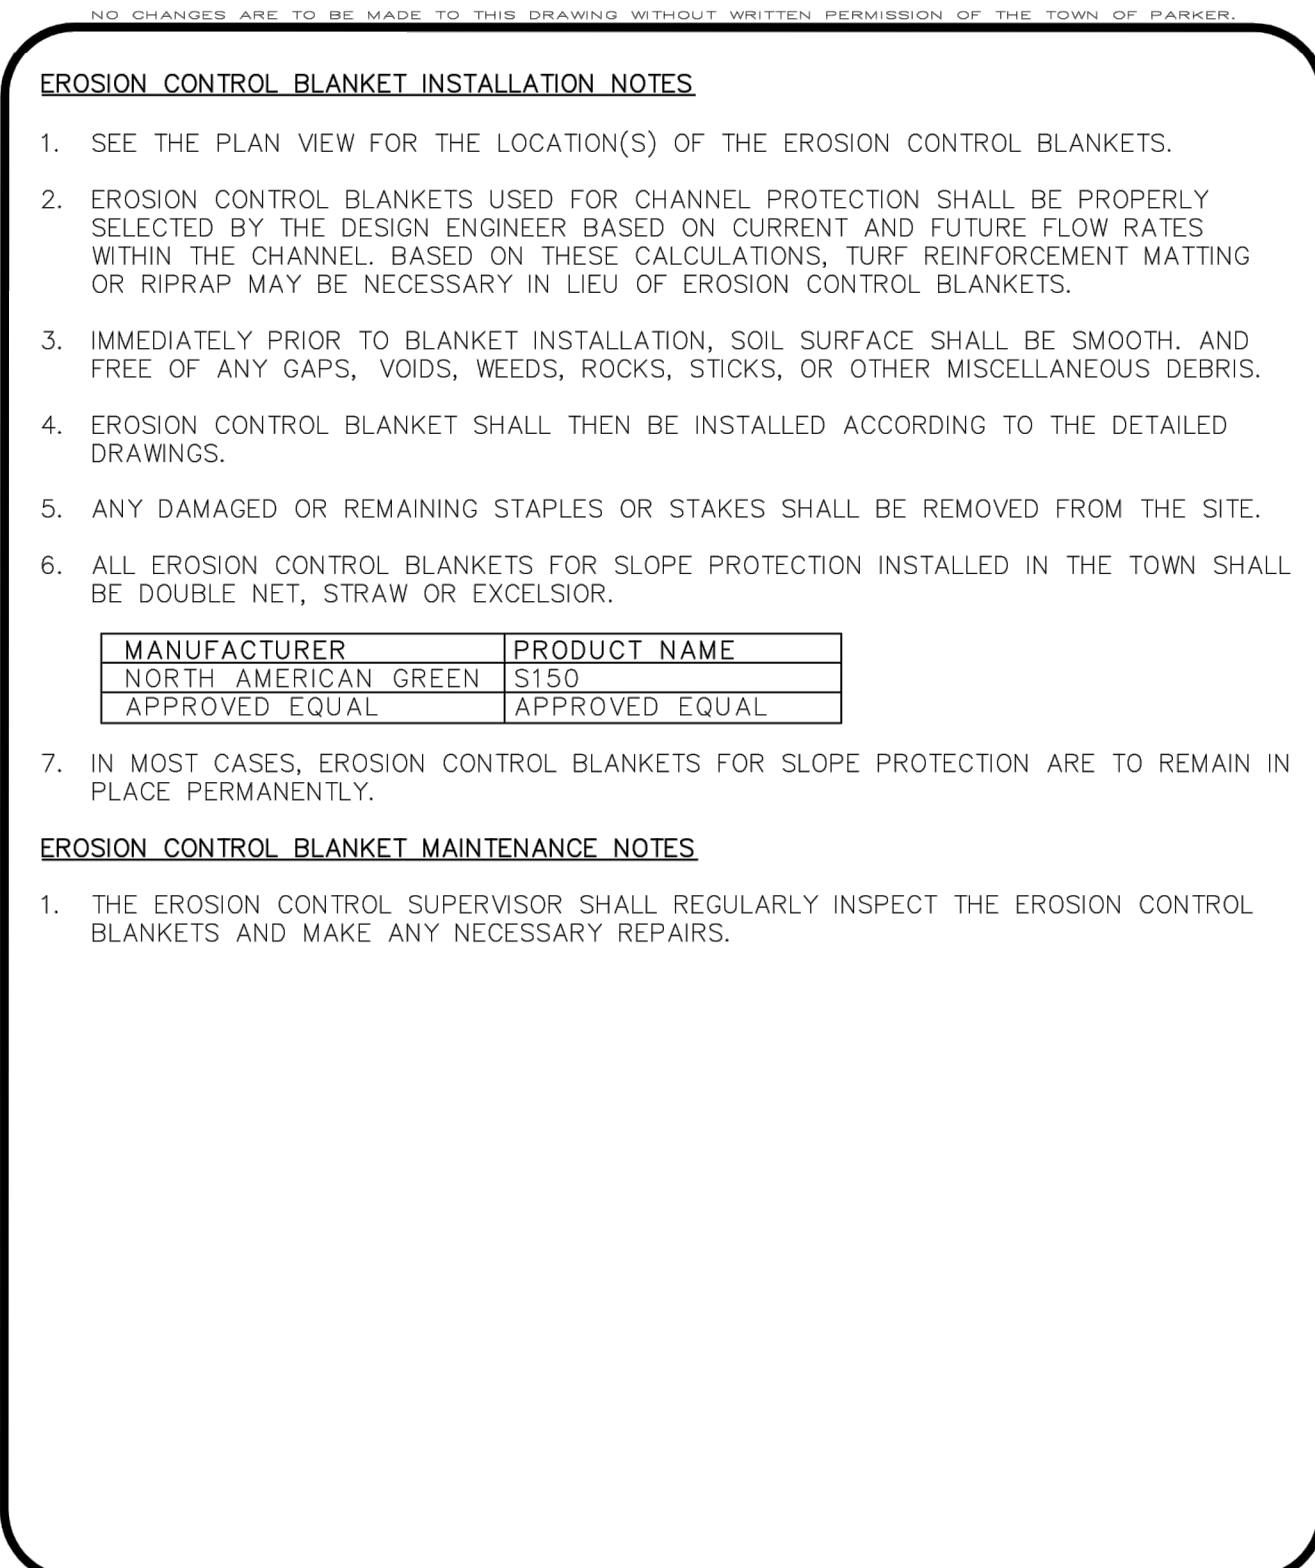 NO CHANGES ARE TO BE MADE TO THIS DRAWING WITHOUT WRITTEN PERMISSION OF THE TOWN OF PARKER.
EROSION CONTROL BLANKET INSTALLATION NOTES
1. SEE THE PLAN VIEW FOR THE LOCATION(S) OF THE EROSION CONTROL BLANKETS.
2. EROSION CONTROL BLANKETS USED FOR CHANNEL PROTECTION SHALL BE PROPERLY
SELECTED BY THE DESIGN ENGINEER BASED ON CURRENT AND FUTURE FLOW RATES
WITHIN THE CHANNEL. BASED ON THESE CALCULATIONS, TURF REINFORCEMENT MATTING
OR RIPRAP MAY BE NECESSARY IN LIEU OF EROSION CONTROL BLANKETS.
3. IMMEDIATELY PRIOR TO BLANKET INSTALLATION, SOIL SURFACE SHALL BE SMOOTH. AND
FREE OF ANY GAPS, VOIDS, WEEDS, ROCKS, STICKS, OR OTHER MISCELLANEOUS DEBRIS.
4. EROSION CONTROL BLANKET SHALL THEN BE INSTALLED ACCORDING TO THE DETAILED
DRAWINGS.
5. ANY DAMAGED OR REMAINING STAPLES OR STAKES SHALL BE REMOVED FROM THE SITE.
6. ALL EROSION CONTROL BLANKETS FOR SLOPE PROTECTION INSTALLED IN THE TOWN SHALL
BE DOUBLE NET, STRAW OR EXCELSIOR.
MANUFACTURER PRODUCT NAME
NORTH AMERICAN GREEN S150
APPROVED EQUAL APPROVED EQUAL
7. IN MOST CASES, EROSION CONTROL BLANKETS FOR SLOPE PROTECTION ARE TO REMAIN IN
PLACE PERMANENTLY.
EROSION CONTROL BLANKET MAINTENANCE NOTES
1. THE EROSION CONTROL SUPERVISOR SHALL REGULARLY INSPECT THE EROSION CONTROL
BLANKETS AND MAKE ANY NECESSARY REPAIRS.